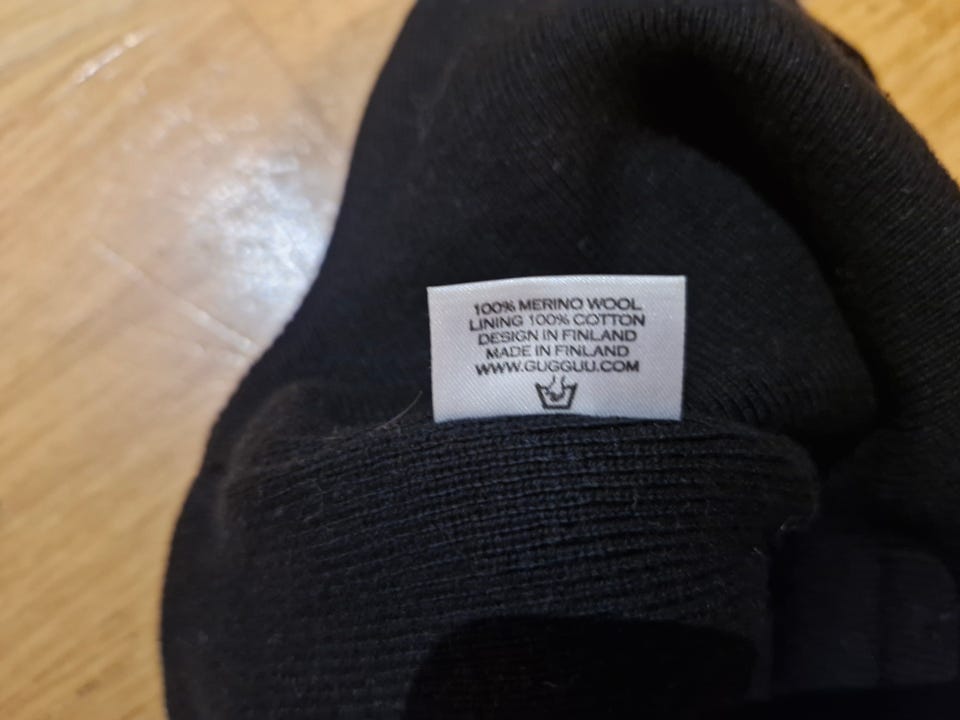 100% MERINO WOOL
LINING 100% COTTON
DESIGN IN FINLAND
MADE IN FINLAND
WWW.GUGGUU.COM